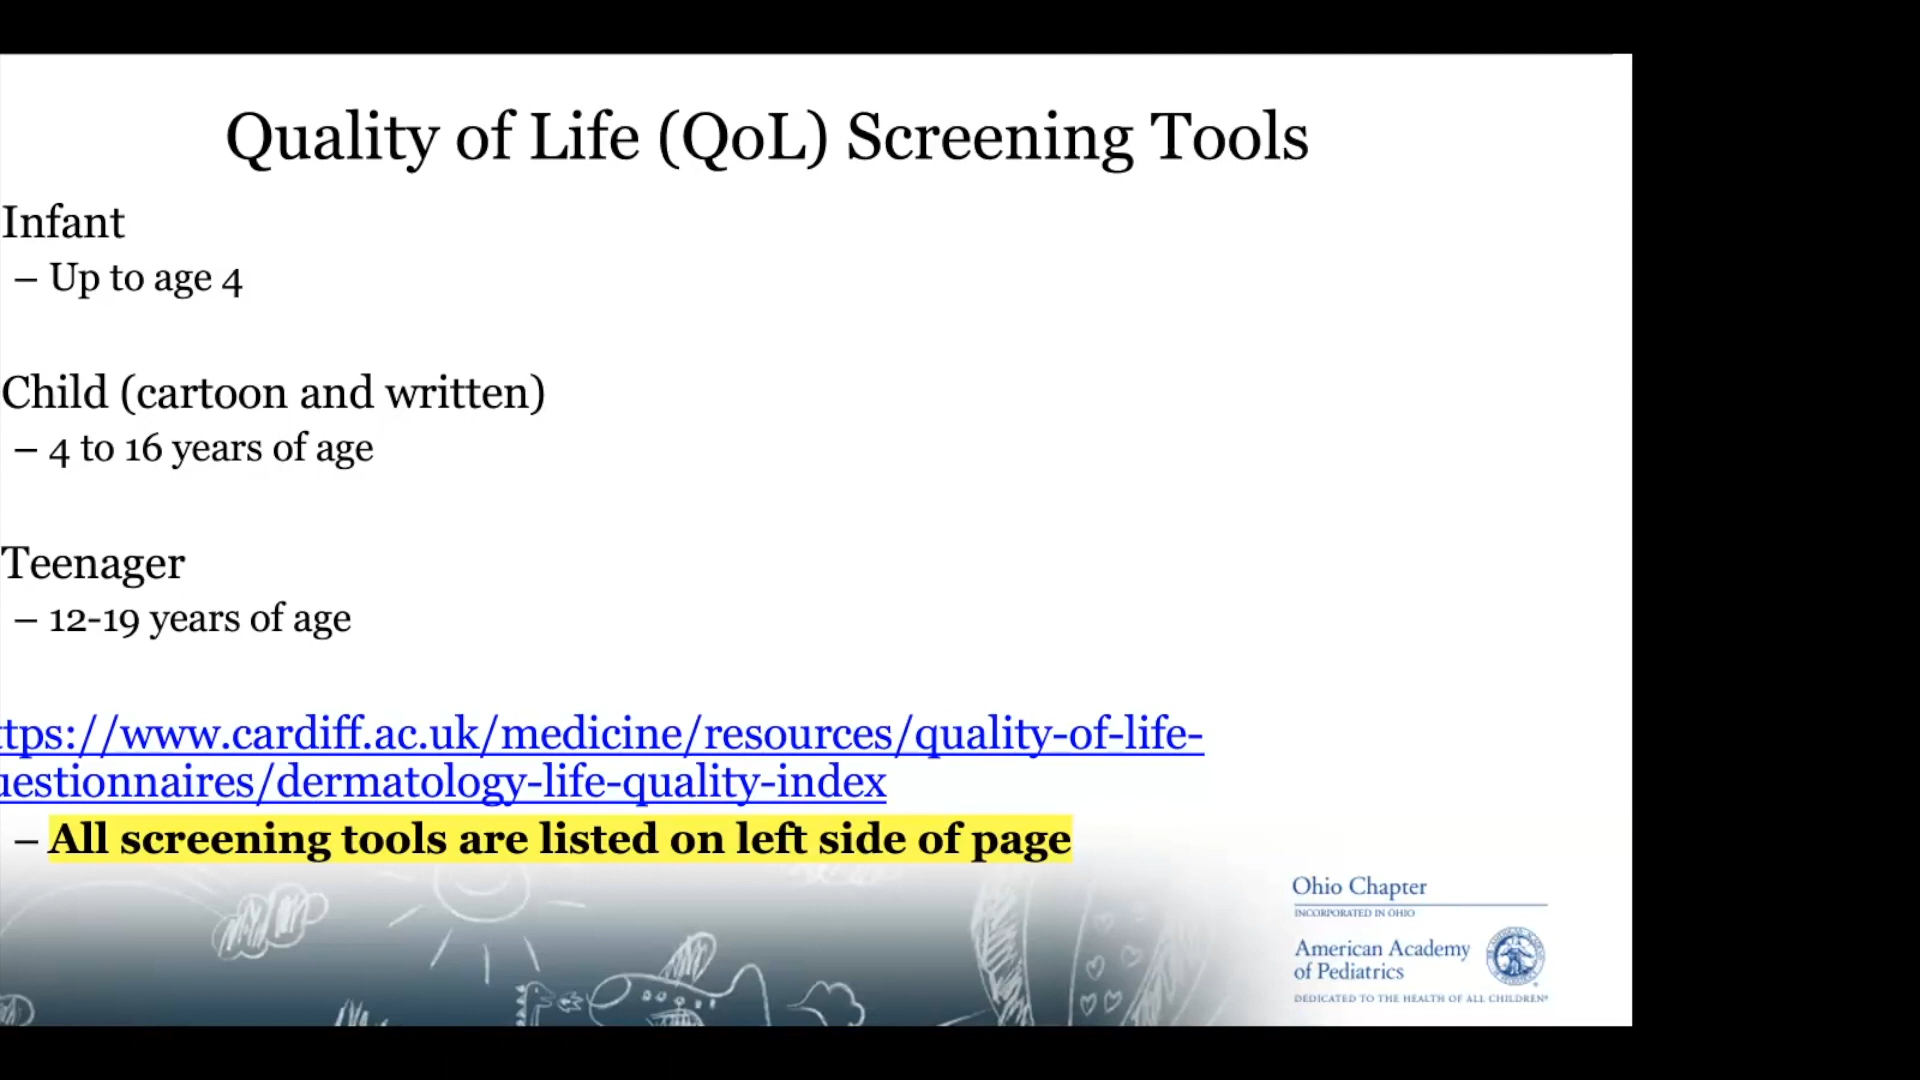 Quality of Life (QoL) Screening Tools
Infant
– Up to age 4
Child (cartoon and written)
– 4 to 16 years of age
Teenager
– 12-19 years of age
ttps://www.cardiff.ac.uk/medicine/resources/quality-of-life-
uestionnaires/dermatology-life-quality-index
– All screening tools are listed on left side of page
Ohio Chapter
INCORPORATED IN OHIO
American Academy
of Pediatrics
DEDICATED TO THE HEALTH OF ALL CHILDREN®